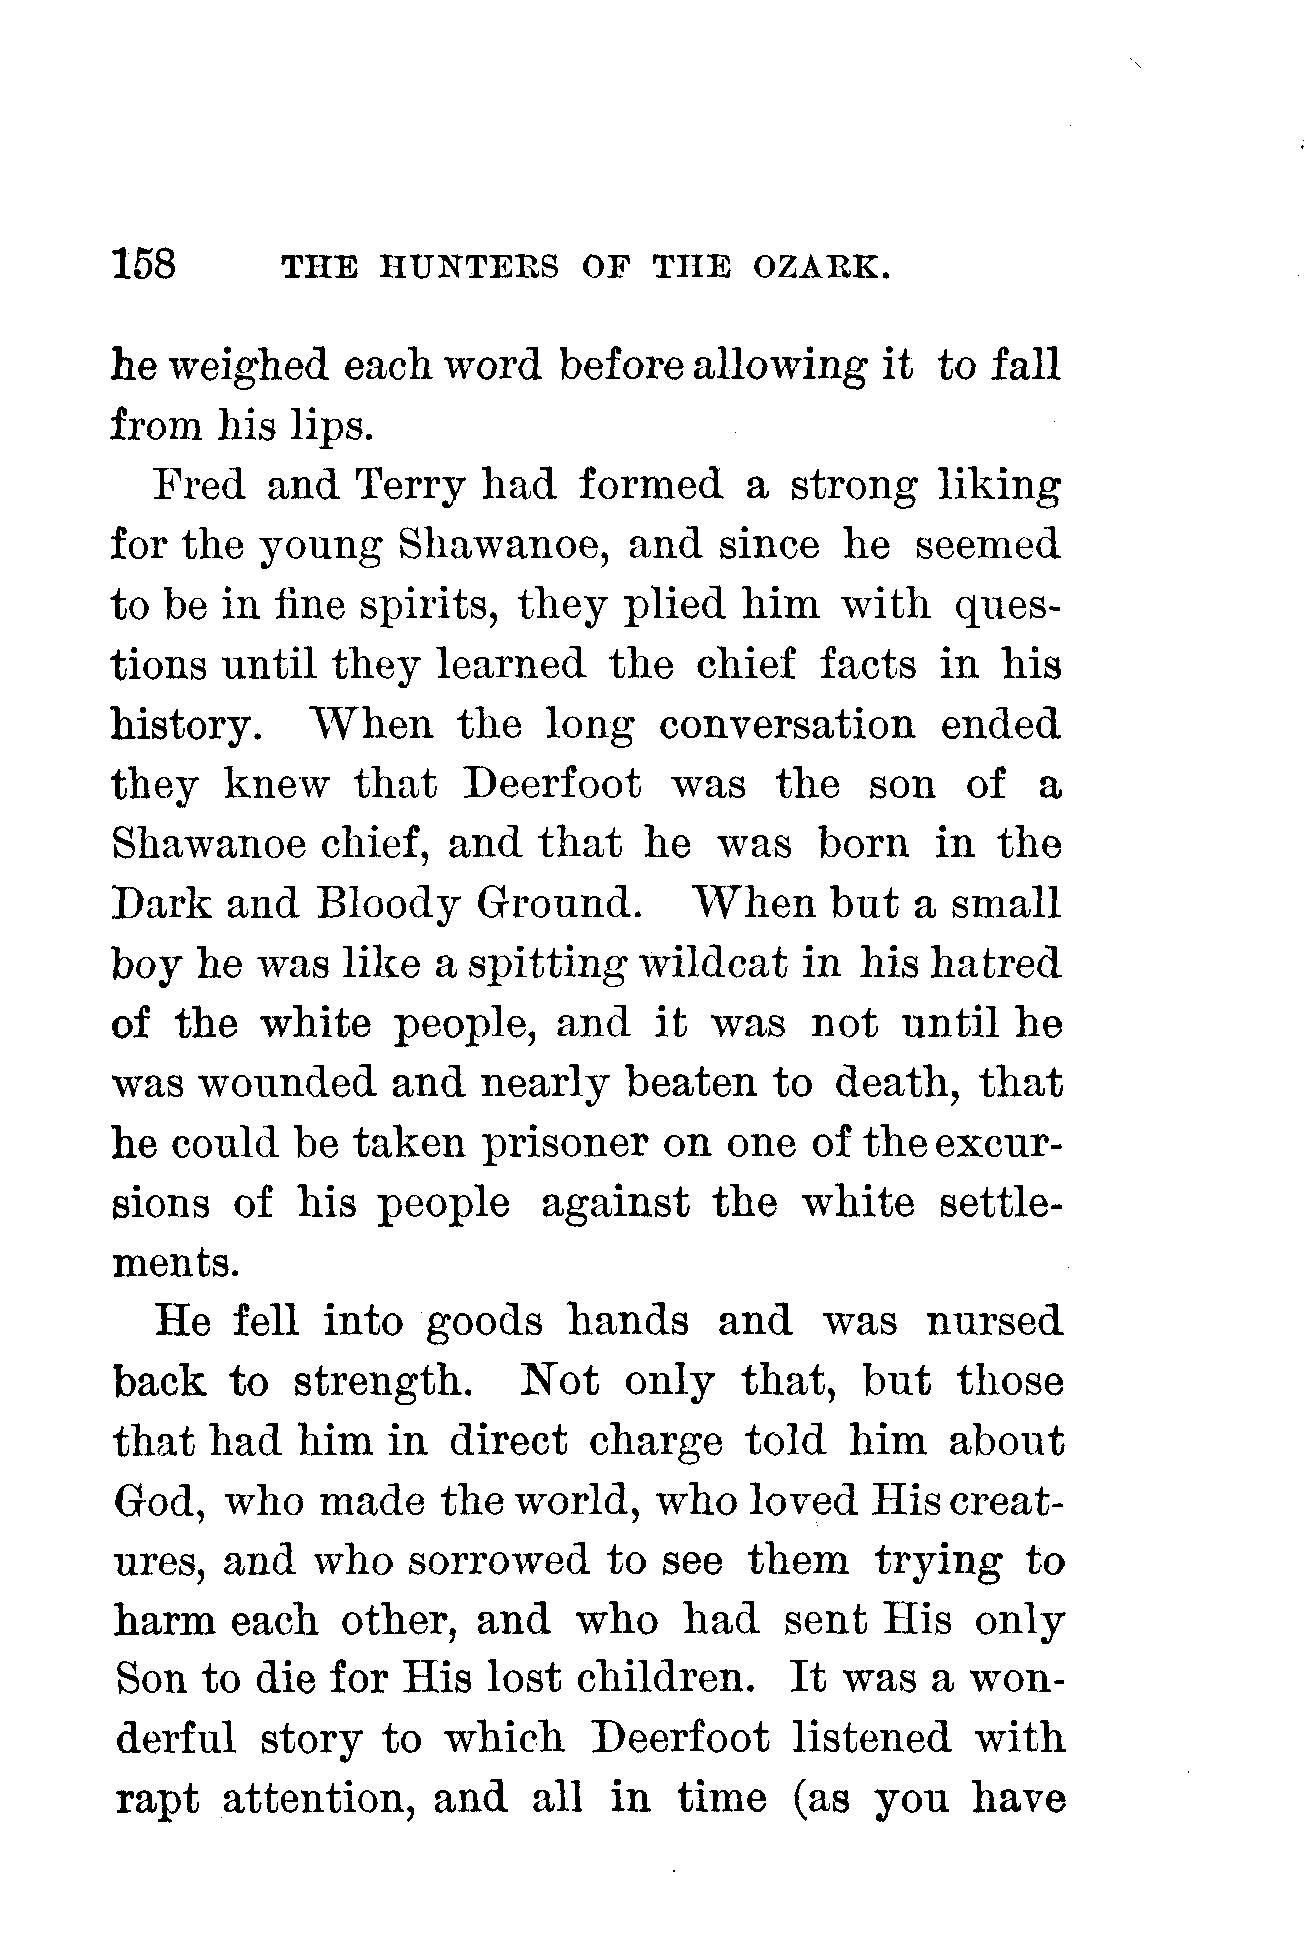 158 THE HUNTERS OF THE OZARK.
he weighed each word before allowing it to fall
from his lips.
Fred and Terry had formed a strong liking
for the young Shawanoe, and since he seemed
to be in fine spirits, they plied him with ques-
tions until they learned the chief facts in his
history. When the long conversation ended
they knew that Deerfoot was the son of a
Shawanoe chief, and that he was born in the
Dark and Bloody Ground. When but a small
boy he was like a spitting wildcat in his hatred
of the white people, and it was not until he
was wounded and nearly beaten to death, that
he could be taken prisoner on one of the excur-
sions of his people against the white settle-
ments.
He fell into goods hands and was nursed
back to strength. Not only that, but those
that had him in direct charge told him about
God, who made the world, who loved His creat-
ures, and who sorrowed to see them trying to
harm each other, and who had sent His only
Son to die for His lost children. It was a won-
derful story to which Deerfoot listened with
rapt attention, and all in time (as you have